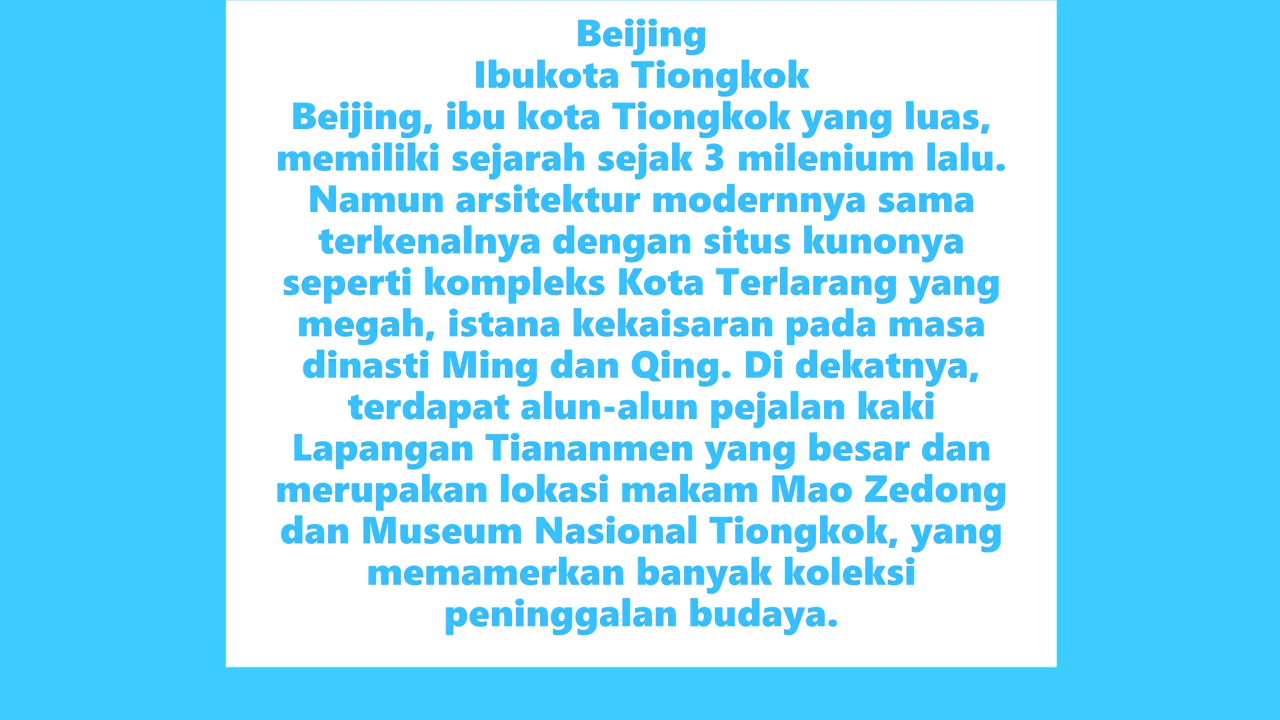 Beijing
Ibukota Tiongkok
Beijing, ibu kota Tiongkok yang luas,
memiliki sejarah sejak 3 milenium lalu.
Namun arsitektur modernnya sama
terkenalnya dengan situs kunonya
seperti kompleks Kota Terlarang yang
megah, istana kekaisaran pada masa
dinasti Ming dan Qing. Di dekatnya,
terdapat alun-alun pejalan kaki
Lapangan Tiananmen yang besar dan
merupakan lokasi makam Mao Zedong
dan Museum Nasional Tiongkok, yang
memamerkan banyak koleksi
peninggalan budaya.